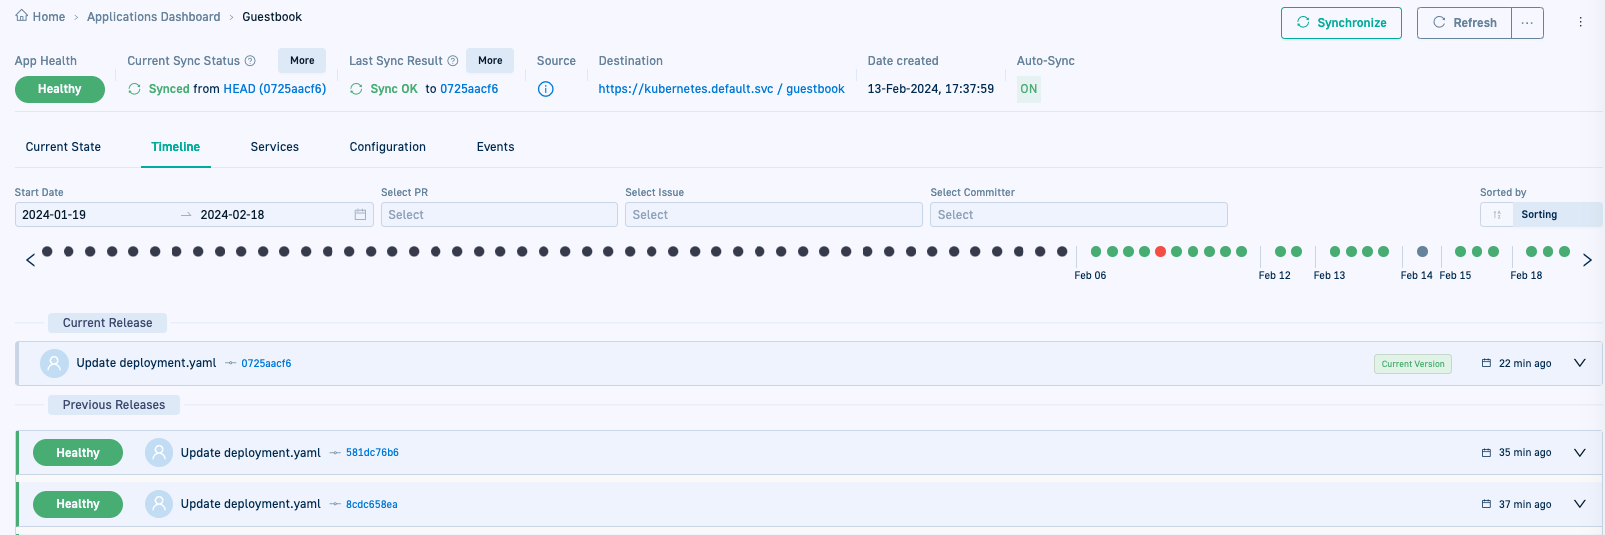 Home > Applications Dashboard > Guestbook
Synchronize
Refresh
...
App Health
Current Sync Status
More
Last Sync Result
More
Source
Destination
Date created
Auto-Sync
Healthy
Synced from HEAD (0725aacf6)
Sync OK to 0725aacf6
https://kubernetes.default.svc / guestbook
13-Feb-2024, 17:37:59
ON
Current State
Timeline
Services
Configuration
Events
Start Date
Select PR
Select Issue
Select Committer
Sorted by
2024-01-19 → 2024-02-18
Select
Select
Select
Sorting
Feb 06
Feb 12
Feb 13
Feb 14
Feb 15
Feb 18
Current Release
Update deployment.yaml 0725aacf6
Current Version
22 min ago
Previous Releases
Healthy
Update deployment.yaml 581dc76b6
35 min ago
Healthy
Update deployment.yaml 8cdc658ea
37 min ago